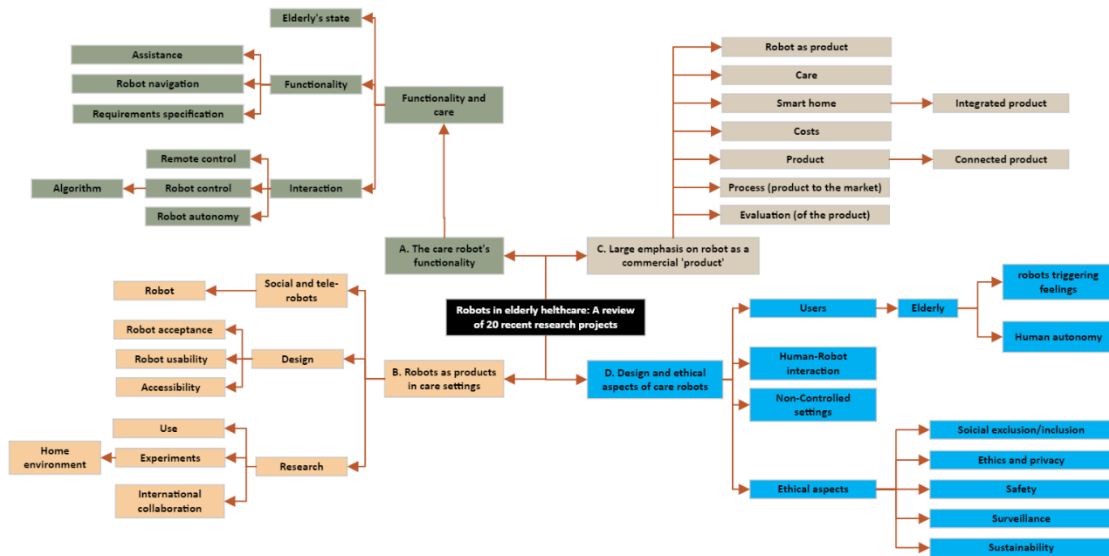 Robots in elderly helthcare: A review
of 20 recent research projects
A. The care robot's
functionality
Functionality and
care
Elderly's state
Functionality
Assistance
Robot navigation
Requirements specification
Interaction
Remote control
Robot control
Algorithm
Robot autonomy
B. Robots as products
in care settings
Social and tele-
robots
Robot
Design
Robot acceptance
Robot usability
Accessibility
Research
Use
Experiments
Home
environment
International
collaboration
C. Large emphasis on robot as a
commercial 'product'
Robot as product
Care
Smart home
Integrated product
Costs
Product
Connected product
Process (product to the market)
Evaluation (of the product)
D. Design and ethical
aspects of care robots
Users
Elderly
robots triggering
feelings
Human autonomy
Human-Robot
interaction
Non-Controlled
settings
Ethical aspects
Soicial exclusion/inclusion
Ethics and privacy
Safety
Surveillance
Sustainability